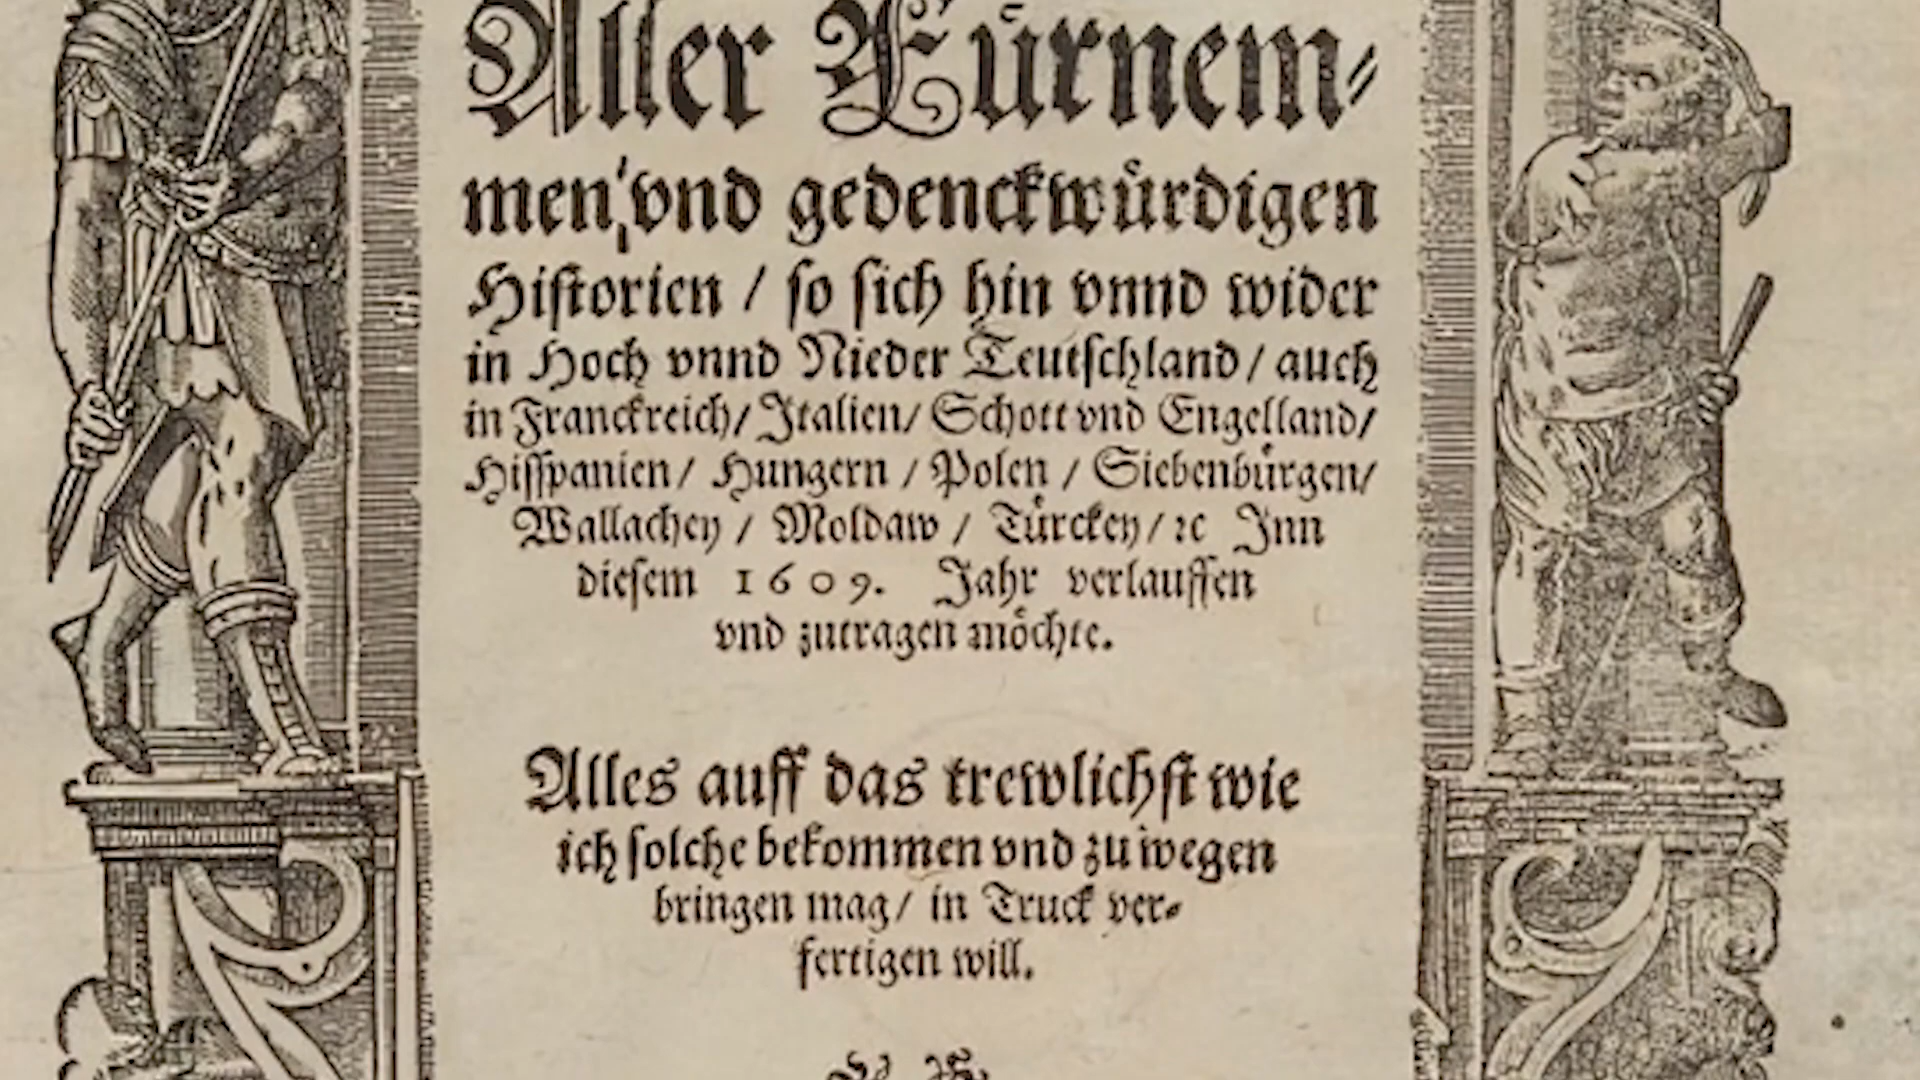 Aller Fürnem⸗
men / vnd gedenckwürdigen
Historien / so sich hin vnnd wider
in Hoch vnnd Nieder Teutschland / auch
in Franckreich / Italien / Schott vnd Engelland /
Hisspanien / Hungern / Polen / Siebenbürgen /
Wallachey / Moldaw / Türckey / ꝛc Inn
diesem 1609. Jahr verlauffen
vnd zutragen möchte.
Alles auff das trewlichst wie
ich solche bekommen vnd zu wegen
bringen mag / in Truck ver⸗
fertigen will.